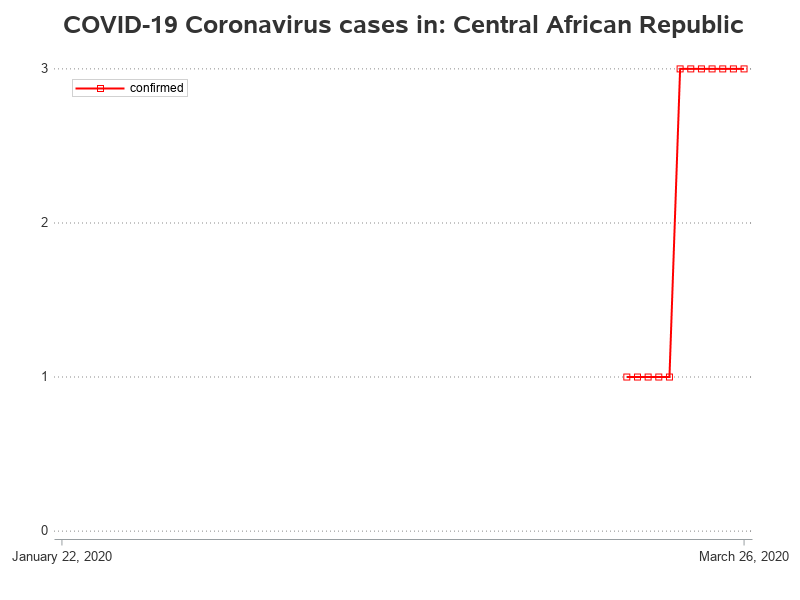 COVID-19 Coronavirus cases in: Central African Republic
3
confirmed
2
1
0
January 22, 2020
March 26, 2020